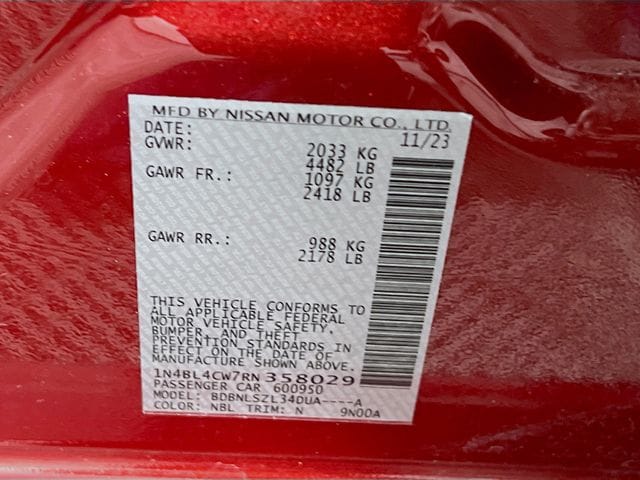 MFD BY NISSAN MOTOR CO., LTD.
DATE: 11/23
GVWR: 2033 KG
4482 LB
GAWR FR.: 1097 KG
2418 LB
GAWR RR.: 988 KG
2178 LB
THIS VEHICLE CONFORMS TO
ALL APPLICABLE FEDERAL
MOTOR VEHICLE SAFETY,
BUMPER, AND THEFT
PREVENTION STANDARDS IN
EFFECT ON THE DATE OF
MANUFACTURE SHOWN ABOVE.
1N4BL4CW7RN358029
PASSENGER CAR 600950
MODEL: BDBNLSZL34DUA----A
COLOR: NBL TRIM: N 9N00A